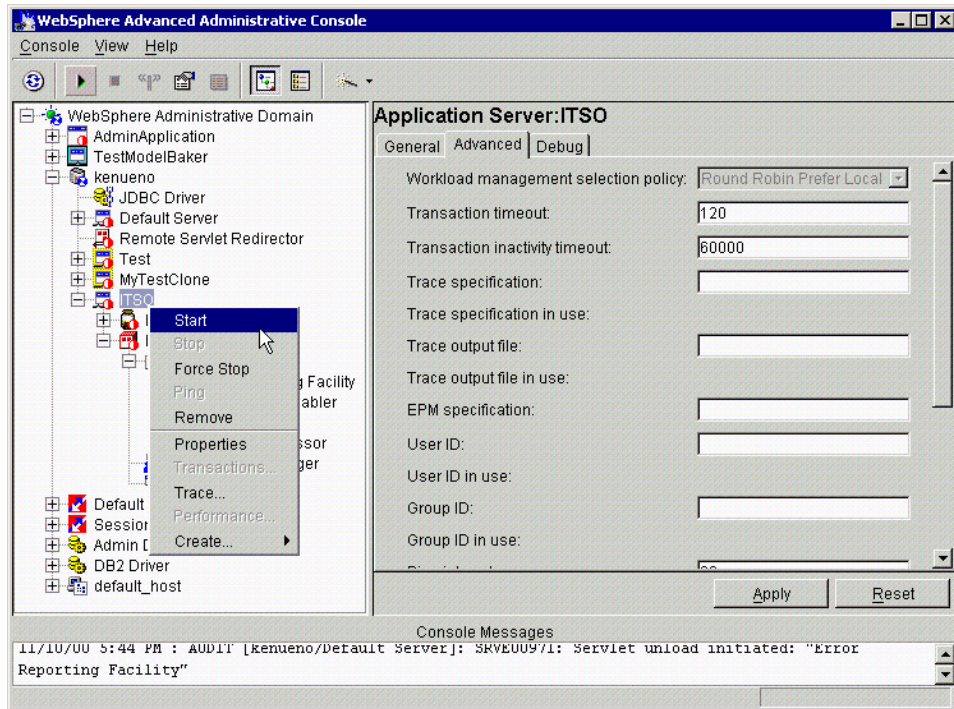 WebSphere Advanced Administrative Console
Console View Help
WebSphere Administrative Domain
AdminApplication
TestModelBaker
kenueno
JDBC Driver
Default Server
Remote Servlet Redirector
Test
MyTestClone
ITSO
g Facility
abler
ssor
ger
Default
Session
Admin D
DB2 Driver
default_host
Start
Stop
Force Stop
Ping
Remove
Properties
Transactions...
Trace...
Performance...
Create...
Application Server:ITSO
General Advanced Debug
Workload management selection policy: Round Robin Prefer Local
Transaction timeout: 120
Transaction inactivity timeout: 60000
Trace specification:
Trace specification in use:
Trace output file:
Trace output file in use:
EPM specification:
User ID:
User ID in use:
Group ID:
Group ID in use:
Apply Reset
Console Messages
11/10/00 5:44 PM : AUDIT [kenueno/Default Server]: SRVE0097I: Servlet unload initiated: "Error
Reporting Facility"